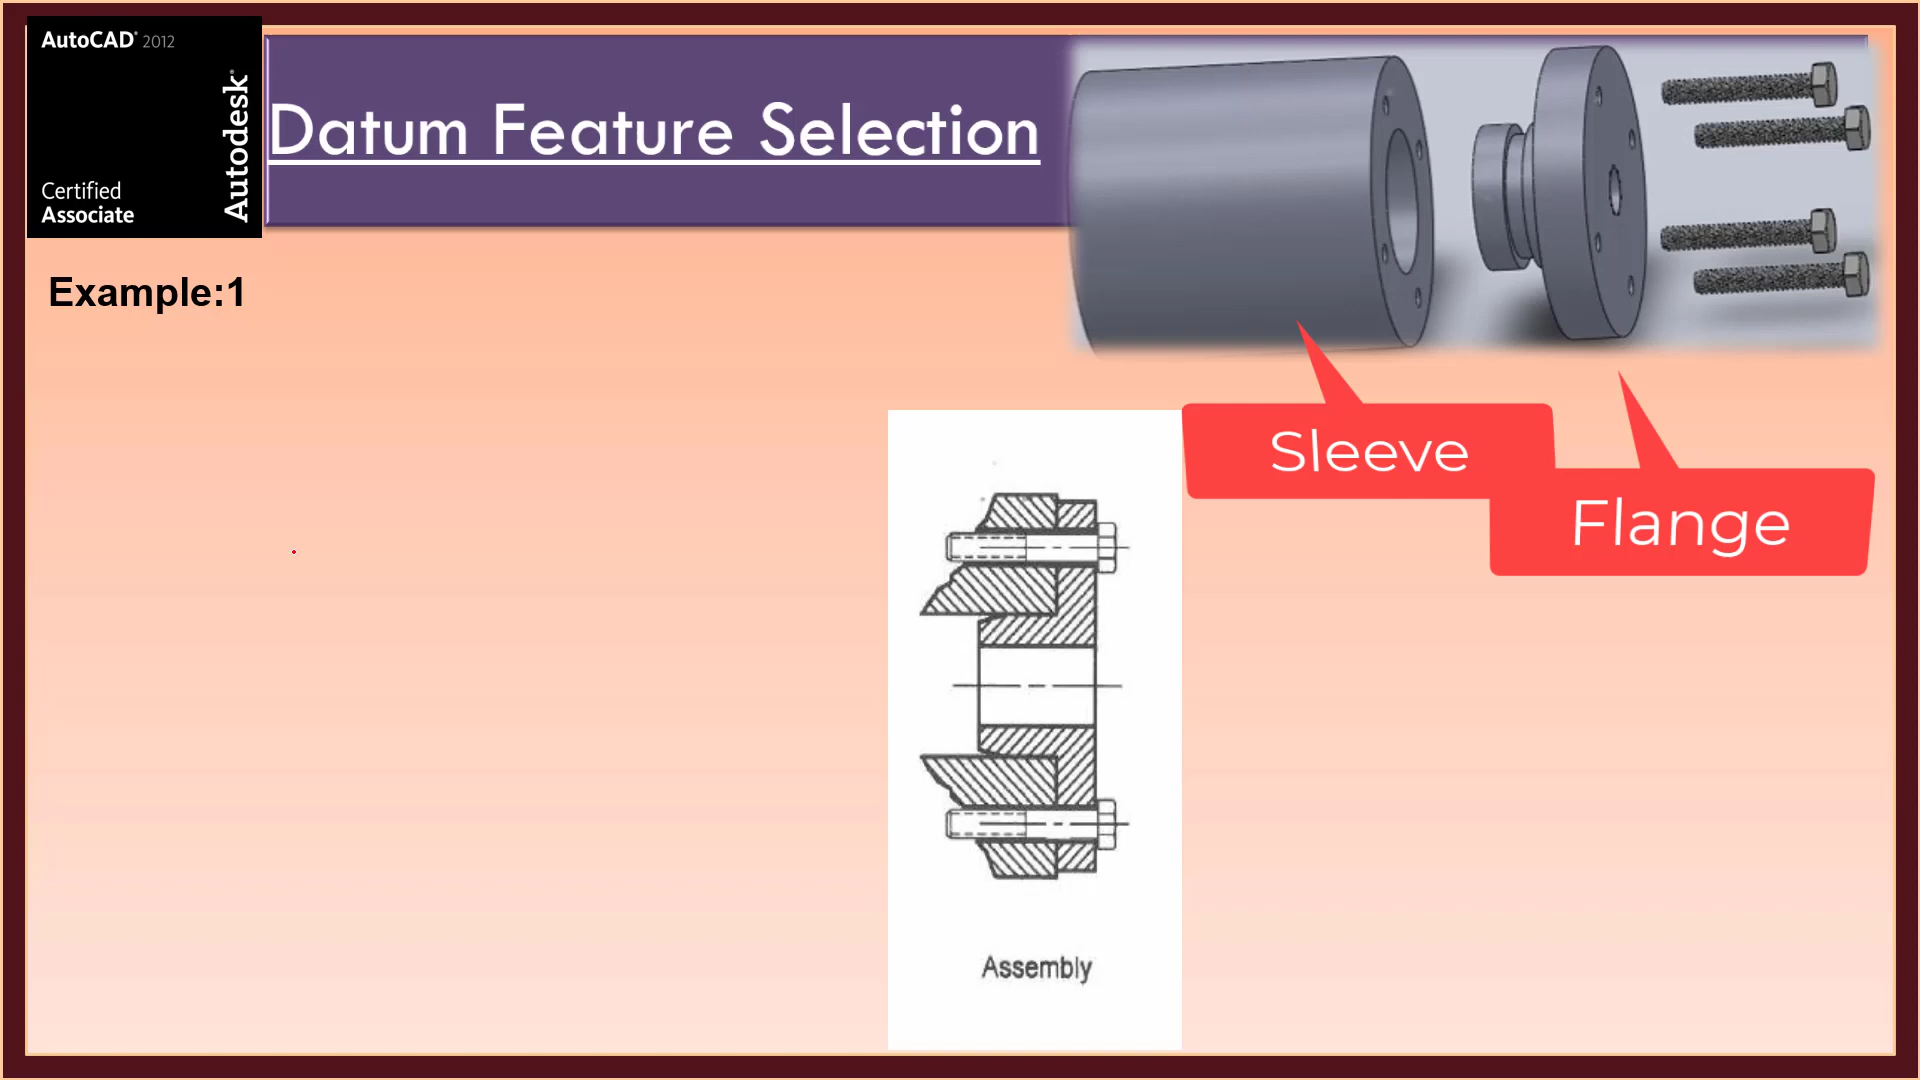 AutoCAD® 2012
Autodesk®
Certified
Associate
Datum Feature Selection
Example:1
Sleeve
Flange
Assembly